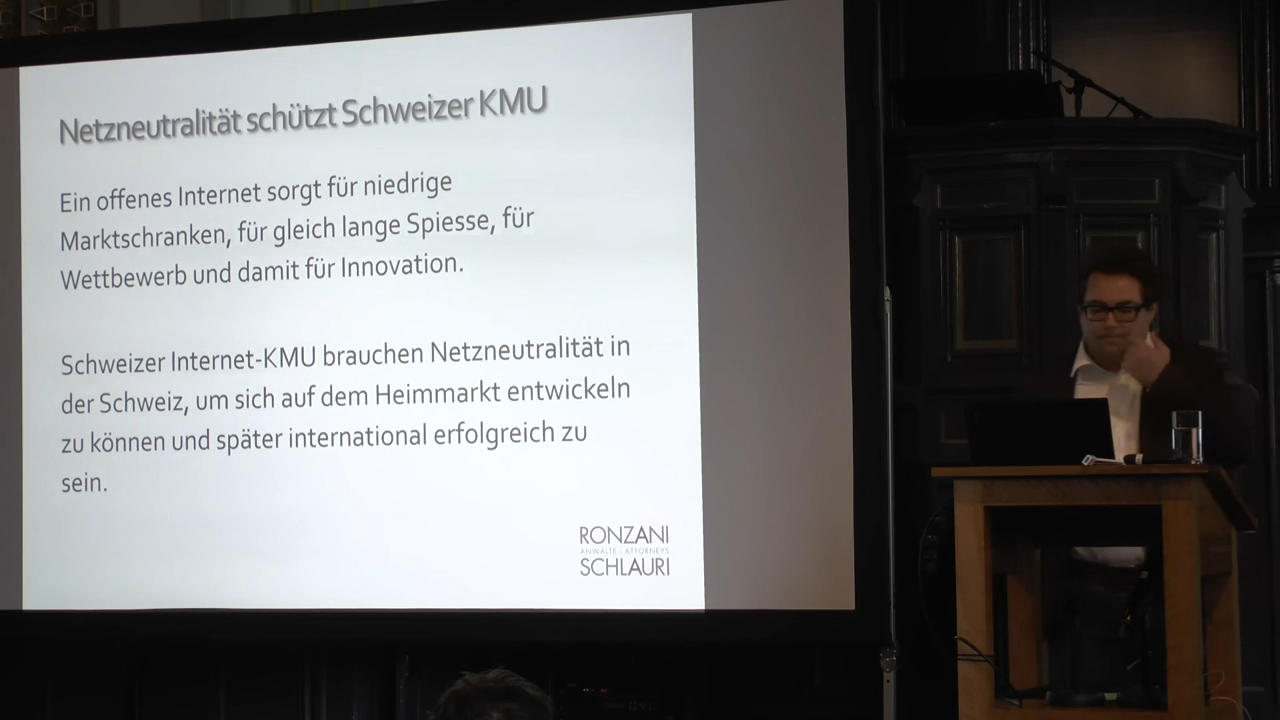 Netzneutralität schützt Schweizer KMU
Ein offenes Internet sorgt für niedrige
Marktschranken, für gleich lange Spiesse, für
Wettbewerb und damit für Innovation.
Schweizer Internet-KMU brauchen Netzneutralität in
der Schweiz, um sich auf dem Heimmarkt entwickeln
zu können und später international erfolgreich zu
sein.
RONZANI
ANWÄLTE · ATTORNEYS
SCHLAURI